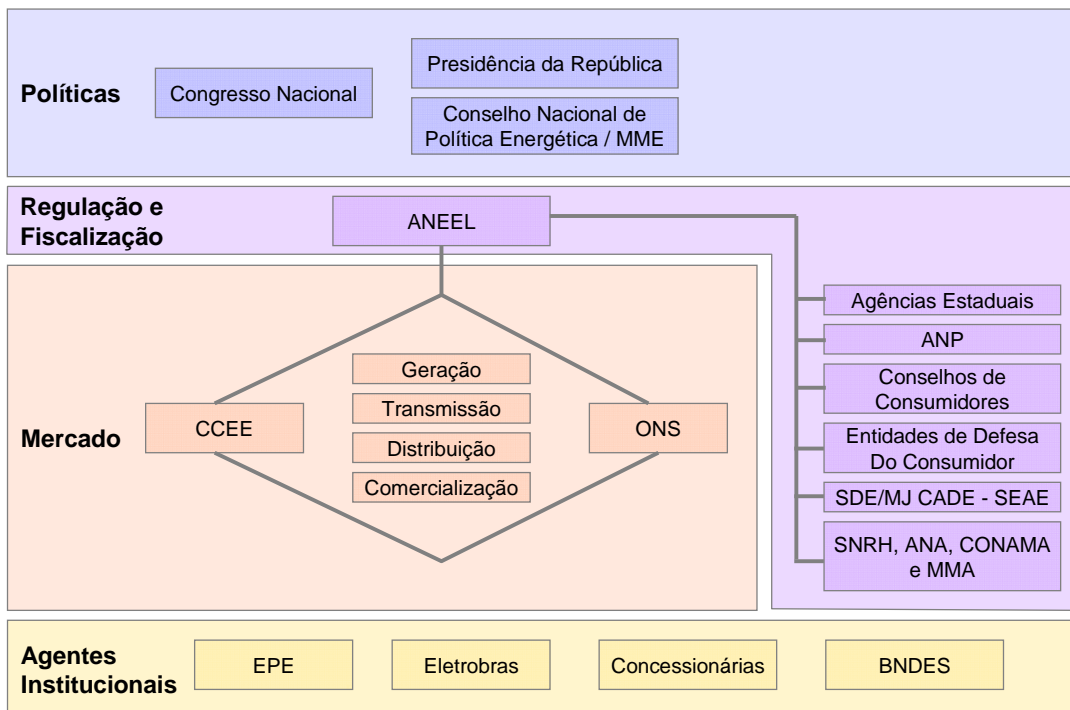 Políticas
Congresso Nacional
Presidência da República
Conselho Nacional de
Política Energética / MME
Regulação e
Fiscalização
ANEEL
Agências Estaduais
ANP
Conselhos de
Consumidores
Entidades de Defesa
Do Consumidor
SDE/MJ CADE - SEAE
SNRH, ANA, CONAMA
e MMA
Mercado
CCEE
Geração
Transmissão
Distribuição
Comercialização
ONS
Agentes
Institucionais
EPE
Eletrobras
Concessionárias
BNDES